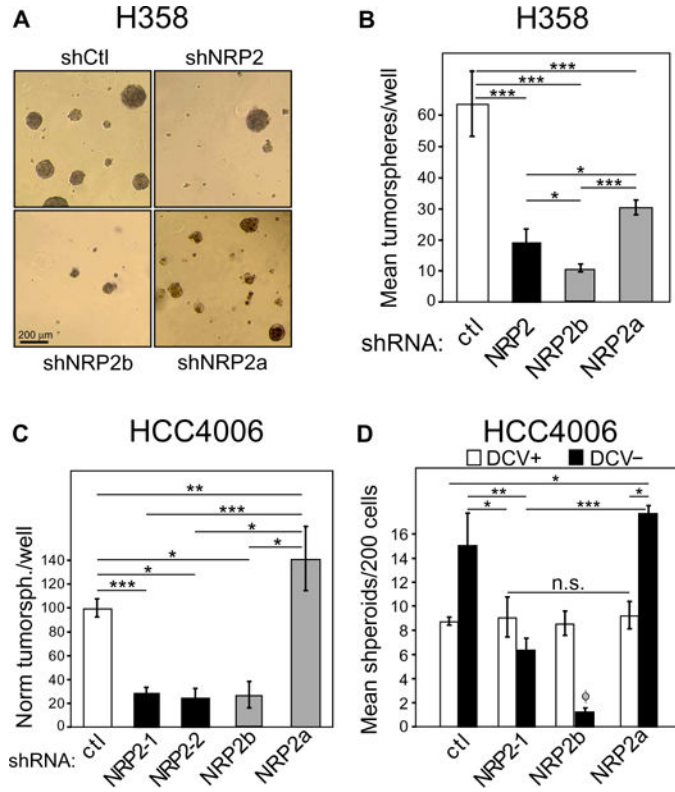 A H358
shCtl shNRP2
200 µm
shNRP2b shNRP2a
B H358
Mean tumorspheres/well
60
50
40
30
20
10
0
***
***
***
*
* ***
shRNA: ctl NRP2 NRP2b NRP2a
C HCC4006
Norm tumorsph./well
140
120
100
80
60
40
20
0
**
***
*
* *
*
***
shRNA: ctl NRP2-1 NRP2-2 NRP2b NRP2a
D HCC4006
DCV+ DCV−
Mean shperoids/200 cells
16
14
12
10
8
6
4
2
0
*
** *
* ***
n.s.
ϕ
ctl NRP2-1 NRP2b NRP2a